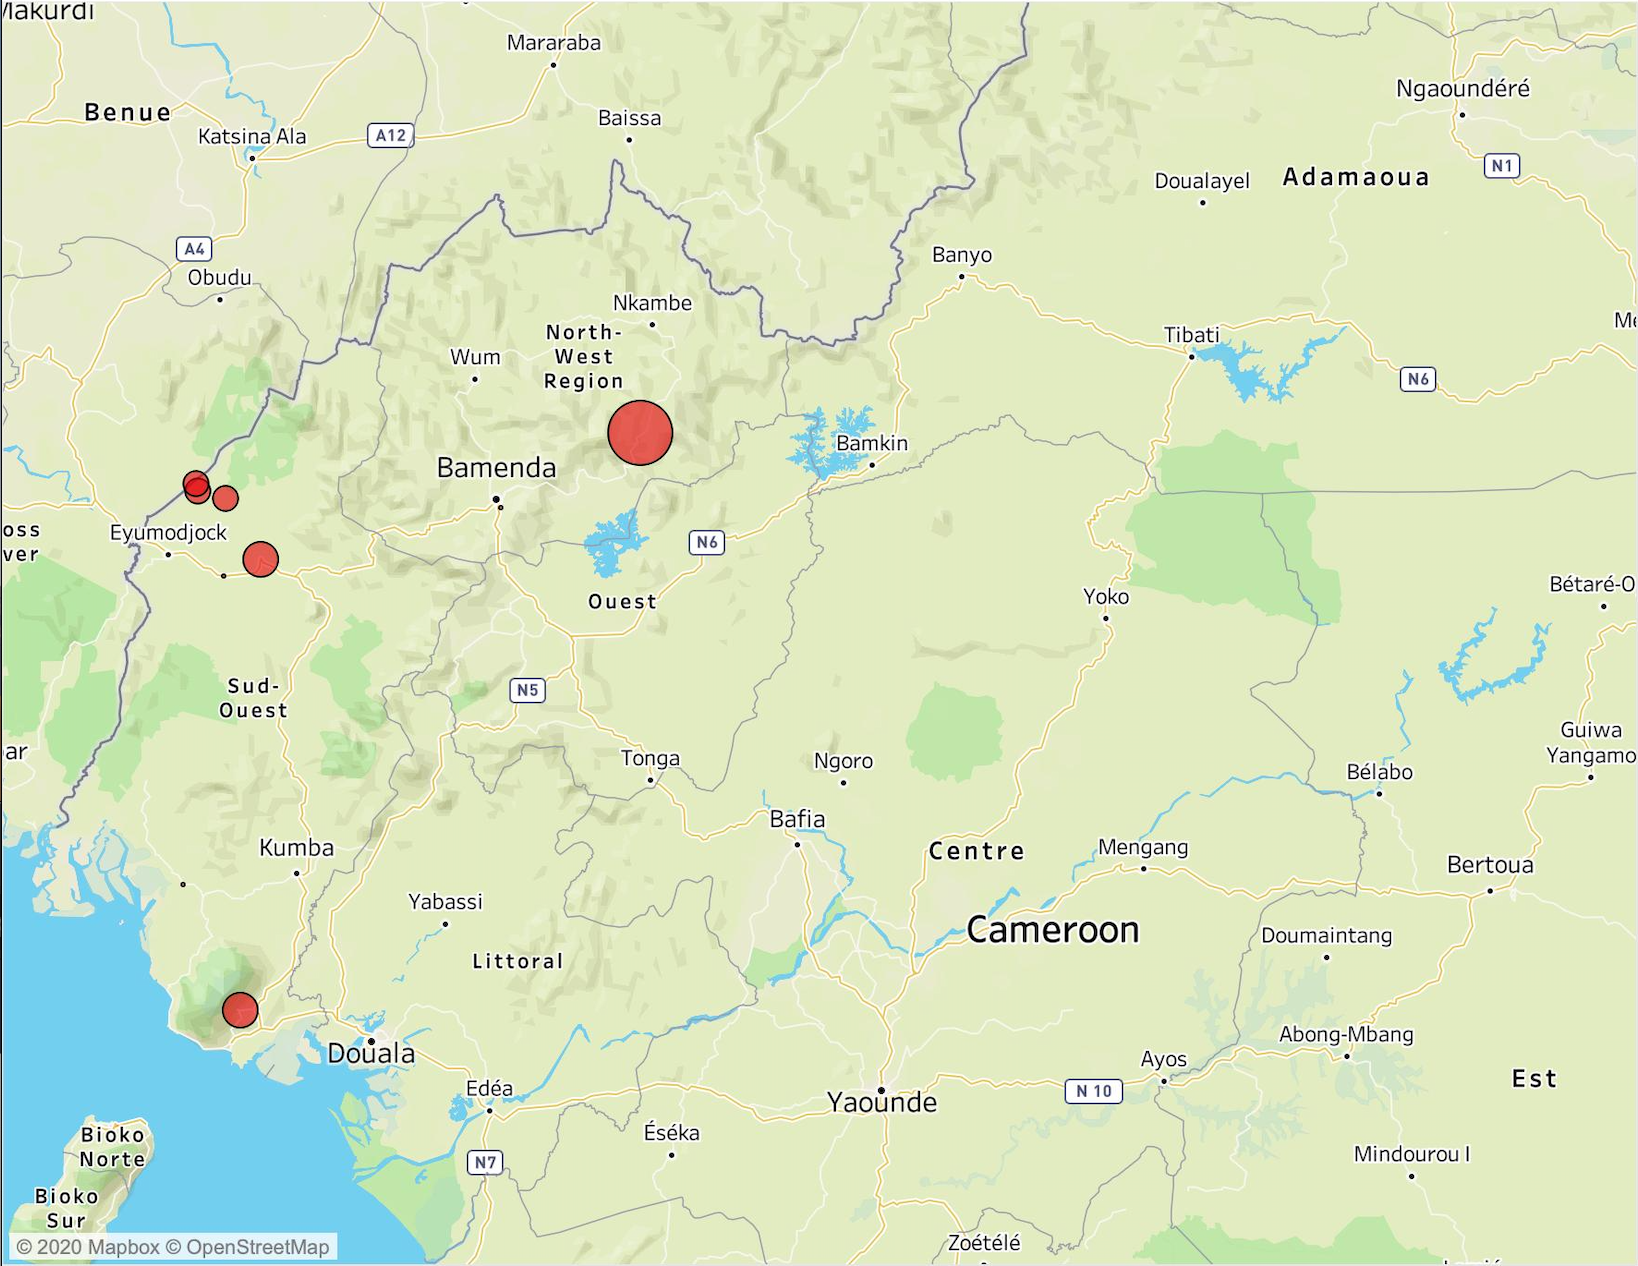 Makurdi
Mararaba
Ngaoundéré
Benue
Baissa
Katsina Ala
A12
N1
Doualayel
Adamaoua
A4
Obudu
Banyo
Nkambe
North-
West
Region
Tibati
Wum
N6
Bamkin
Bamenda
oss
ver
Eyumodjock
N6
Bétaré-O
Ouest
Yoko
Sud-
Ouest
N5
ar
Tonga
Ngoro
Guiwa
Yangamo
Bélabo
Bafia
Kumba
Centre
Mengang
Bertoua
Yabassi
Cameroon
Doumaintang
Littoral
Abong-Mbang
Douala
Ayos
Est
Edéa
N 10
Yaounde
Bioko
Norte
Éséka
N7
Mindourou I
Bioko
Sur
Zoétélé
© 2020 Mapbox © OpenStreetMap